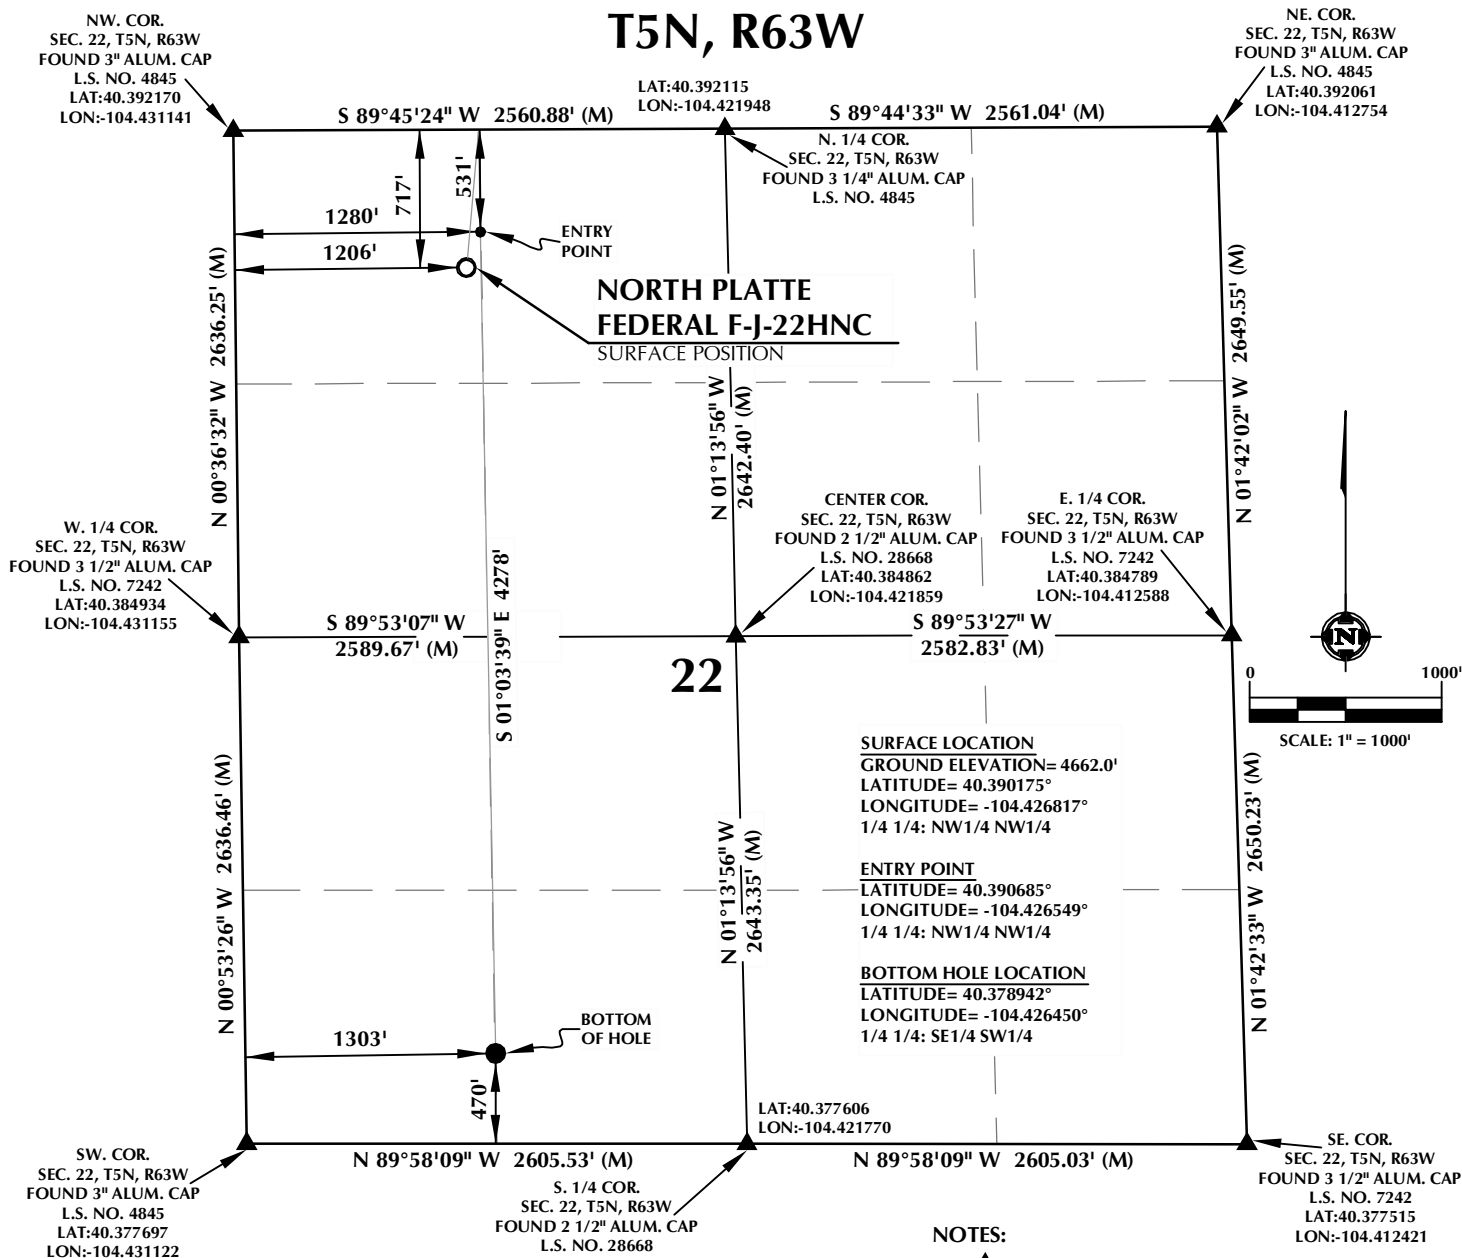 T5N, R63W
NW. COR.
SEC. 22, T5N, R63W
FOUND 3" ALUM. CAP
L.S. NO. 4845
LAT:40.392170
LON:-104.431141
NE. COR.
SEC. 22, T5N, R63W
FOUND 3" ALUM. CAP
L.S. NO. 4845
LAT:40.392061
LON:-104.412754
LAT:40.392115
LON:-104.421948
S 89°45'24" W 2560.88' (M)
S 89°44'33" W 2561.04' (M)
N. 1/4 COR.
SEC. 22, T5N, R63W
FOUND 3 1/4" ALUM. CAP
L.S. NO. 4845
717'
531'
1280'
1206'
ENTRY
POINT
NORTH PLATTE
FEDERAL F-J-22HNC
SURFACE POSITION
N 00°36'32" W 2636.25' (M)
N 01°13'56" W
2642.40' (M)
N 01°42'02" W 2649.55' (M)
W. 1/4 COR.
SEC. 22, T5N, R63W
FOUND 3 1/2" ALUM. CAP
L.S. NO. 7242
LAT:40.384934
LON:-104.431155
CENTER COR.
SEC. 22, T5N, R63W
FOUND 2 1/2" ALUM. CAP
L.S. NO. 28668
LAT:40.384862
LON:-104.421859
E. 1/4 COR.
SEC. 22, T5N, R63W
FOUND 3 1/2" ALUM. CAP
L.S. NO. 7242
LAT:40.384789
LON:-104.412588
S 89°53'07" W
2589.67' (M)
S 89°53'27" W
2582.83' (M)
S 01°03'39" E 4278'
22
N
0 1000'
SCALE: 1" = 1000'
SURFACE LOCATION
GROUND ELEVATION= 4662.0'
LATITUDE= 40.390175°
LONGITUDE= -104.426817°
1/4 1/4: NW1/4 NW1/4
ENTRY POINT
LATITUDE= 40.390685°
LONGITUDE= -104.426549°
1/4 1/4: NW1/4 NW1/4
BOTTOM HOLE LOCATION
LATITUDE= 40.378942°
LONGITUDE= -104.426450°
1/4 1/4: SE1/4 SW1/4
N 00°53'26" W 2636.46' (M)
N 01°13'56" W
2643.35' (M)
N 01°42'33" W 2650.23' (M)
1303'
BOTTOM
OF HOLE
470'
LAT:40.377606
LON:-104.421770
N 89°58'09" W 2605.53' (M)
N 89°58'09" W 2605.03' (M)
SW. COR.
SEC. 22, T5N, R63W
FOUND 3" ALUM. CAP
L.S. NO. 4845
LAT:40.377697
LON:-104.431122
S. 1/4 COR.
SEC. 22, T5N, R63W
FOUND 2 1/2" ALUM. CAP
L.S. NO. 28668
SE. COR.
SEC. 22, T5N, R63W
FOUND 3 1/2" ALUM. CAP
L.S. NO. 7242
LAT:40.377515
LON:-104.412421
NOTES: